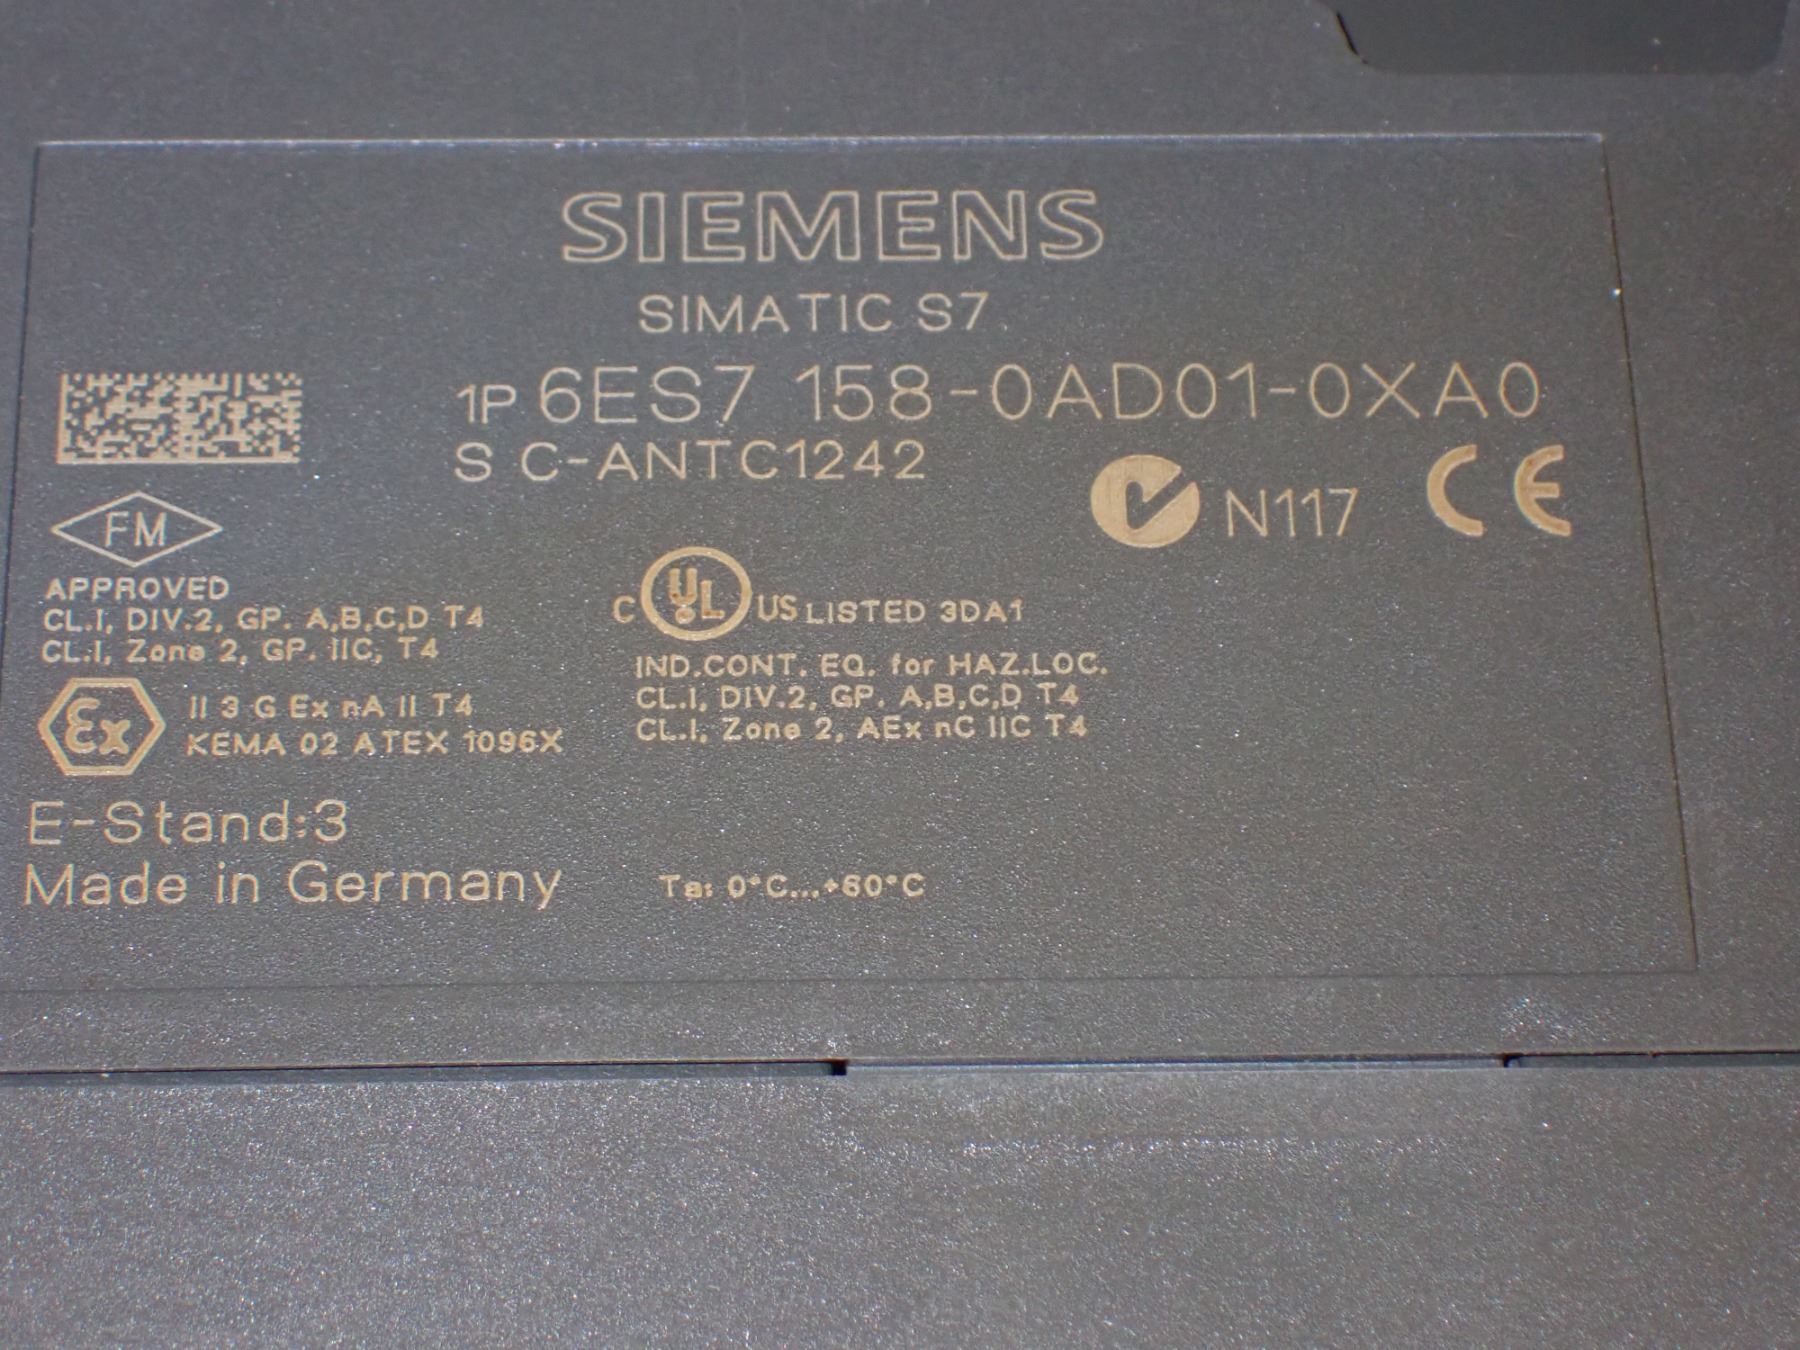 SIEMENS
SIMATIC S7
1P 6ES7 158-0AD01-0XA0
S C-ANTC1242
N117 CE
FM
APPROVED
CL.I, DIV.2, GP. A,B,C,D T4
CL.I, Zone 2, GP. IIC, T4
C UL US LISTED 3DA1
IND.CONT. EQ. for HAZ.LOC.
CL.I, DIV.2, GP. A,B,C,D T4
CL.I, Zone 2, AEx nC IIC T4
Ex II 3 G Ex nA II T4
KEMA 02 ATEX 1096X
E-Stand:3
Made in Germany
Ta: 0°C...+60°C